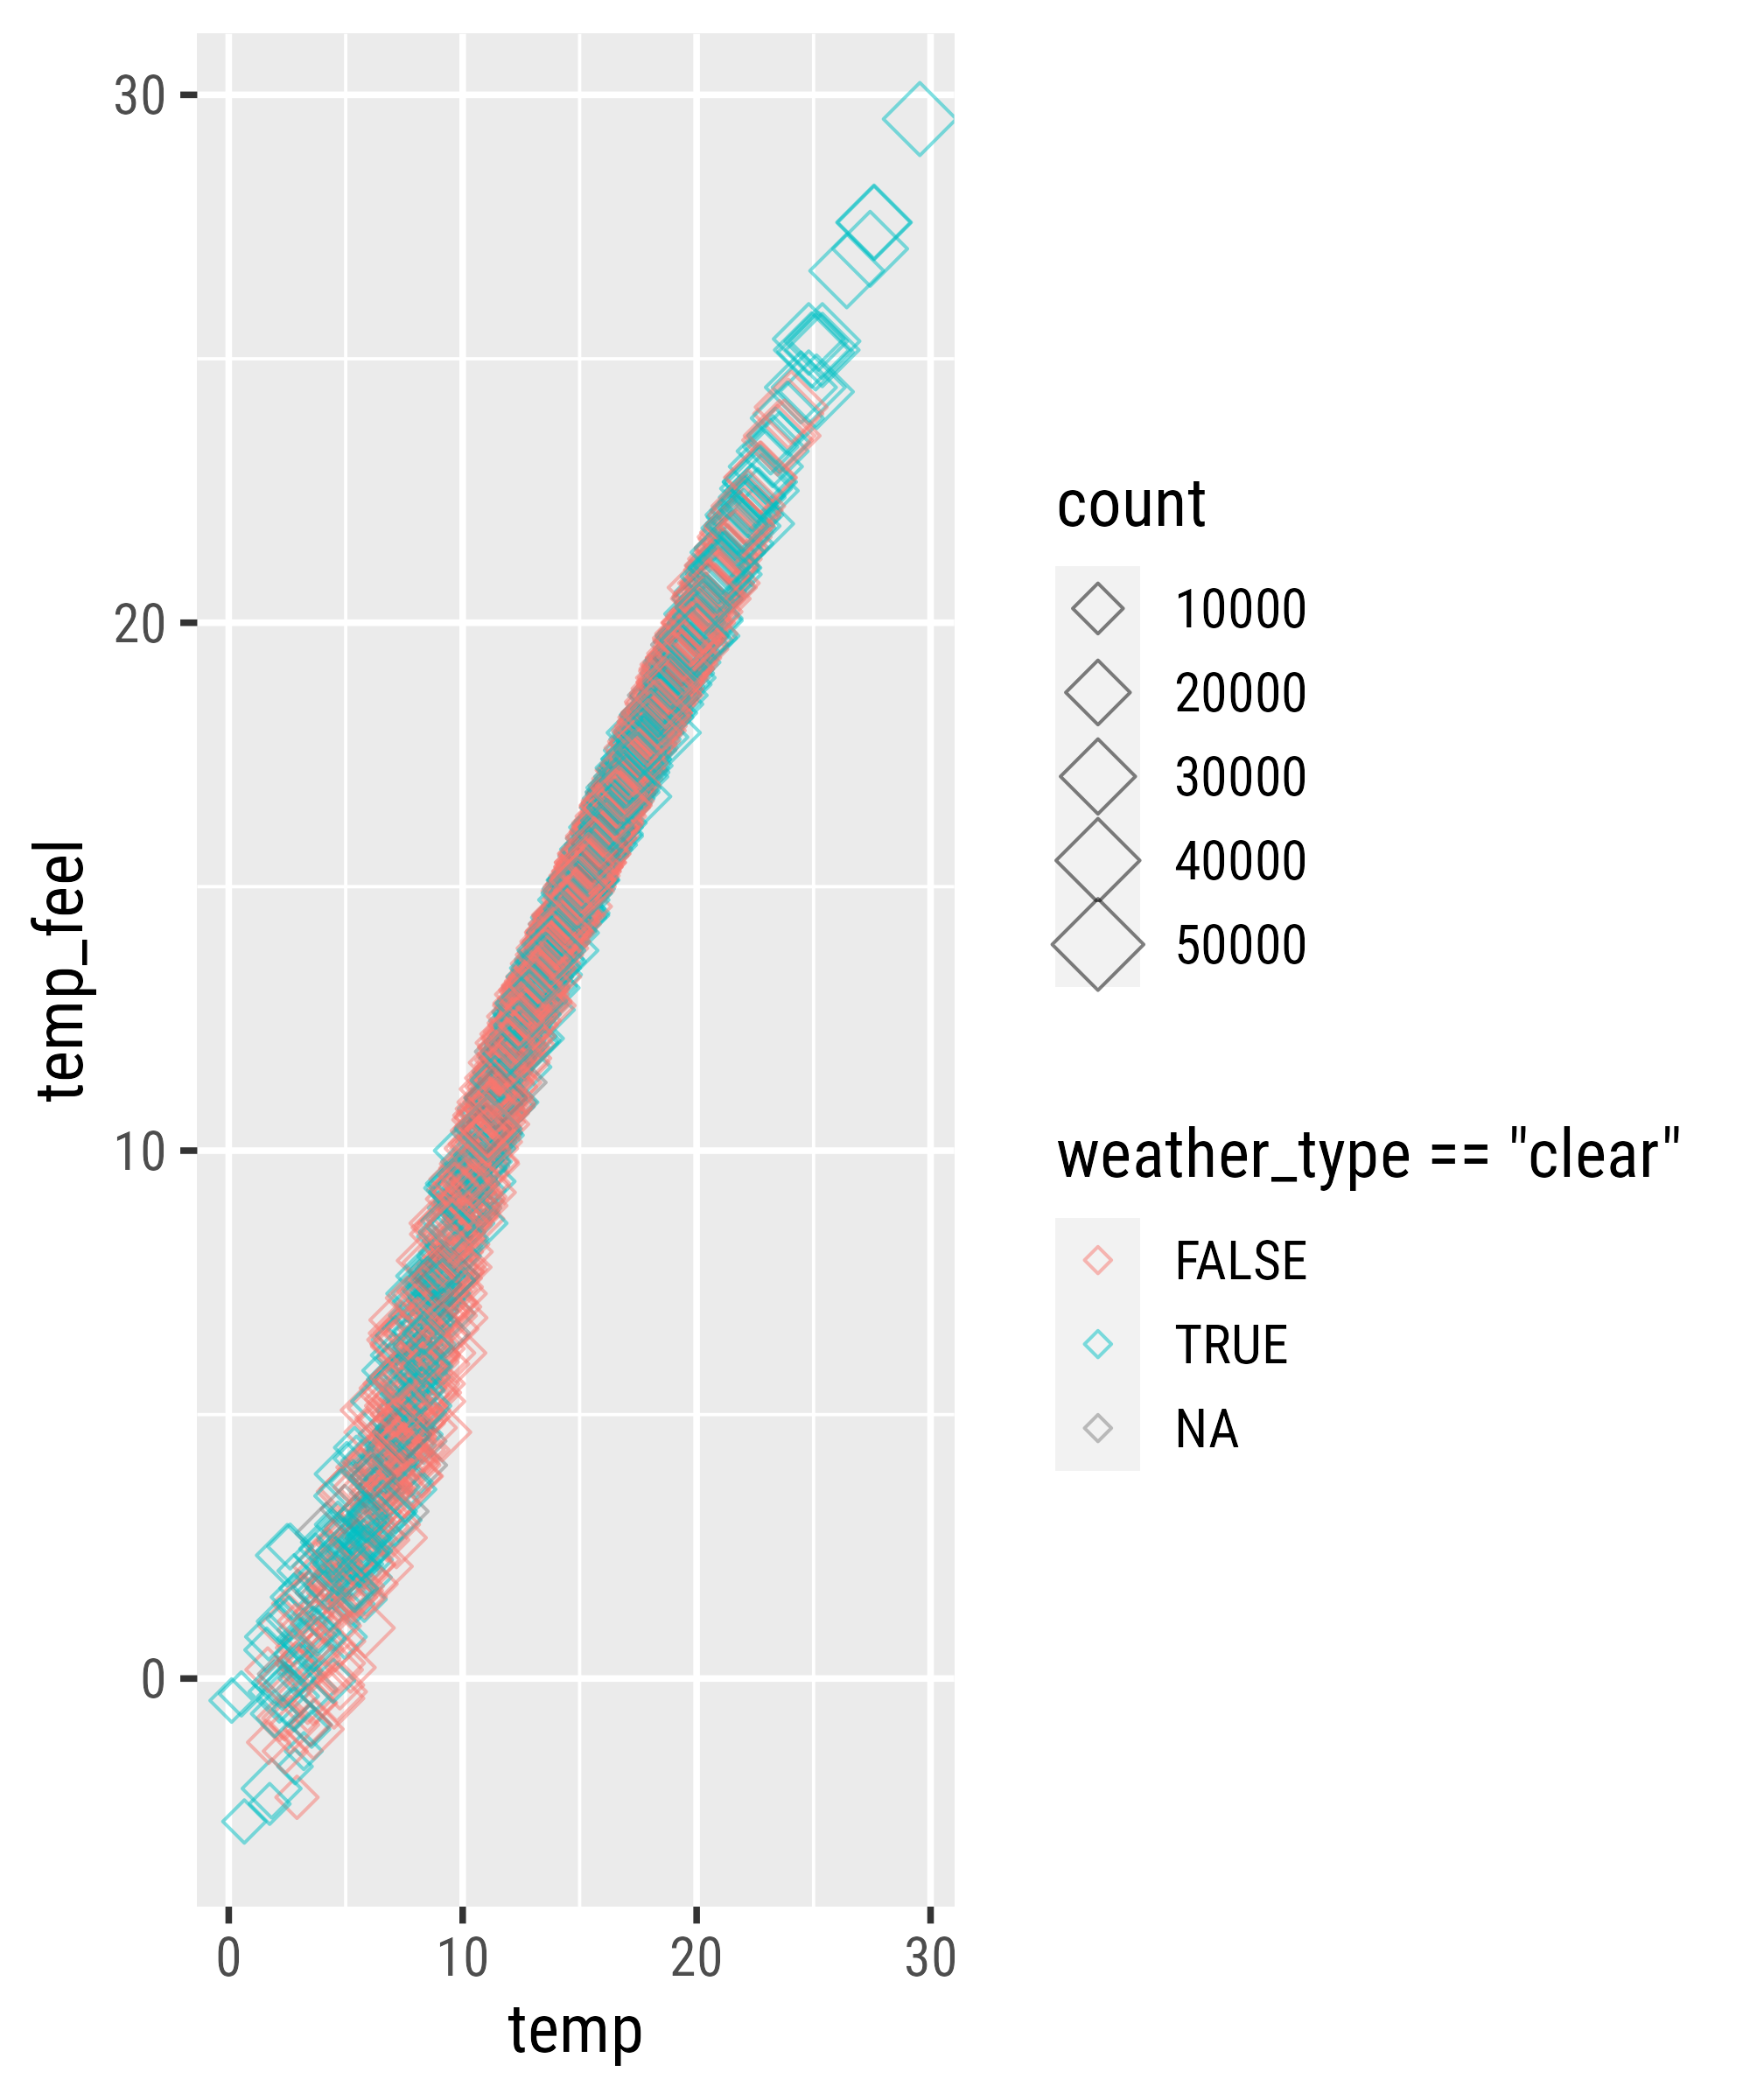 30
20
10
0
temp_feel
0 10 20 30
temp
count
10000
20000
30000
40000
50000
weather_type == "clear"
FALSE
TRUE
NA